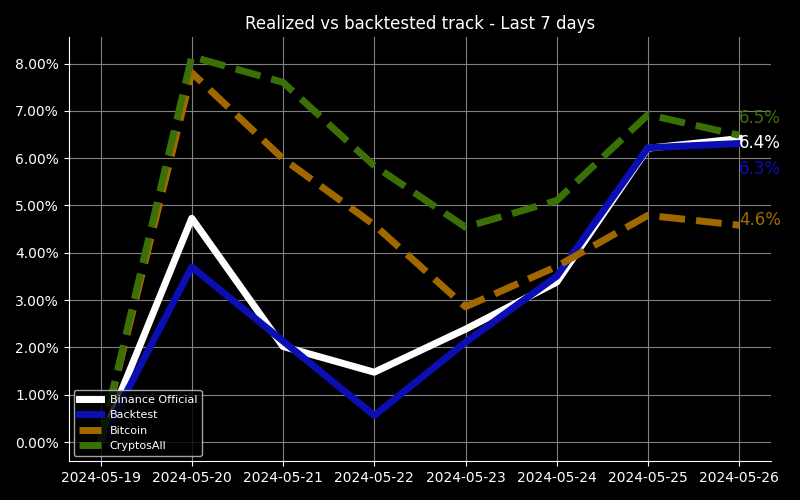 Realized vs backtested track - Last 7 days
8.00%
7.00%
6.00%
5.00%
4.00%
3.00%
2.00%
1.00%
0.00%
6.5%
6.4%
6.3%
4.6%
Binance Official
Backtest
Bitcoin
CryptosAll
2024-05-19 2024-05-20 2024-05-21 2024-05-22 2024-05-23 2024-05-24 2024-05-25 2024-05-26